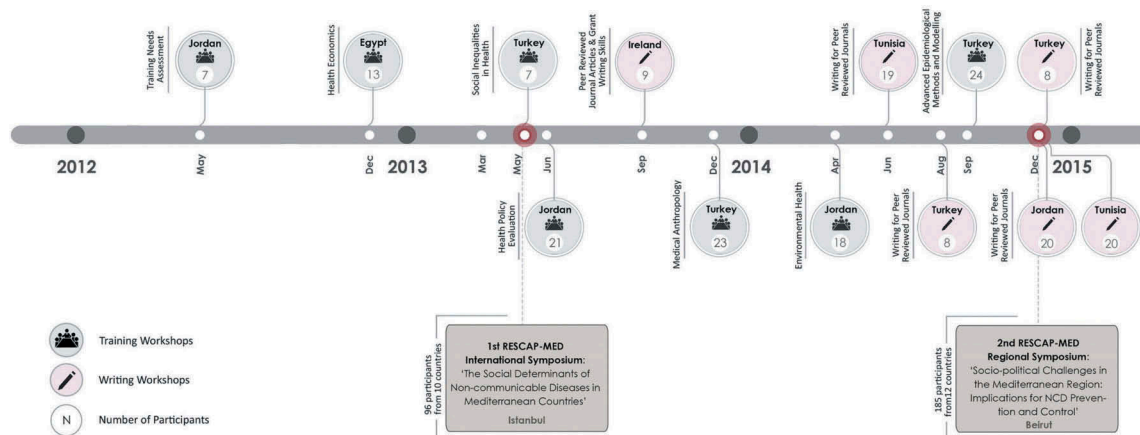 Training Needs
Assessment
Jordan
7
Health Economics
Egypt
13
Social Inequalities
in Health
Turkey
7
Peer Reviewed
Journal Articles & Grant
Writing Skills
Ireland
9
Writing for Peer
Reviewed Journals
Tunisia
19
Advanced Epidemiological
Methods and Modelling
Turkey
24
Turkey
8
Writing for Peer
Reviewed Journals
2012
May
Dec
2013
Mar
May
Jun
Sep
Dec
2014
Apr
Jun
Aug
Sep
Dec
2015
Health Policy
Evaluation
Jordan
21
Medical Anthropology
Turkey
23
Environmental Health
Jordan
18
Writing for Peer
Reviewed Journals
Turkey
8
Writing for Peer
Reviewed Journals
Jordan
20
Tunisia
20
Training Workshops
Writing Workshops
N
Number of Participants
96 participants
from 10 countries
1st RESCAP-MED
International Symposium:
'The Social Determinants of
Non-communicable Diseases in
Mediterranean Countries'
Istanbul
185 participants
from12 countries
2nd RESCAP-MED
Regional Symposium:
'Socio-political Challenges in
the Mediterranean Region:
Implications for NCD Preven-
tion and Control'
Beirut